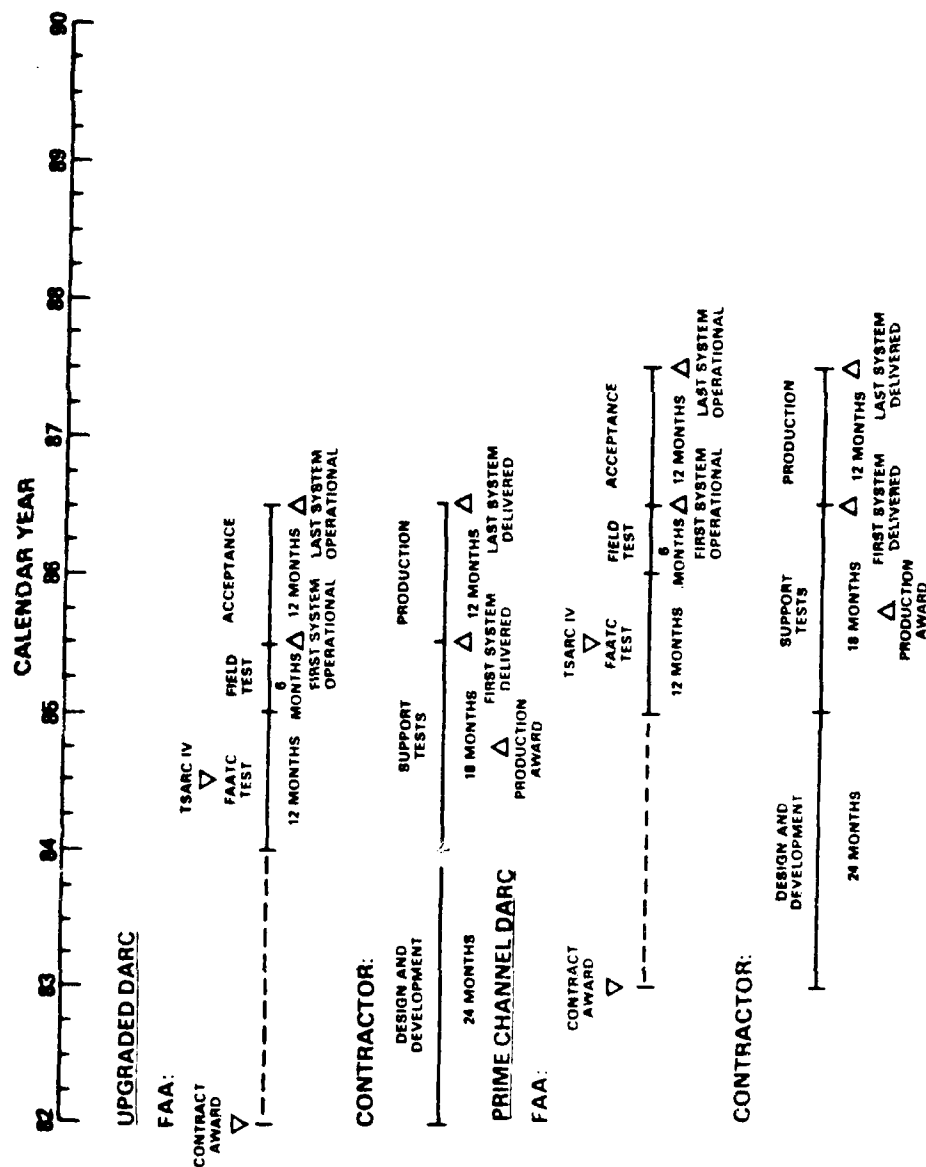 CALENDAR YEAR
82 83 84 85 86 87 88 89 90
UPGRADED DARC
FAA:
CONTRACT
AWARD
TSARC IV
FAATC
TEST
FIELD
TEST
ACCEPTANCE
12 MONTHS
6
MONTHS
12 MONTHS
FIRST SYSTEM
OPERATIONAL
LAST SYSTEM
OPERATIONAL
CONTRACTOR:
DESIGN AND
DEVELOPMENT
SUPPORT
TESTS
PRODUCTION
24 MONTHS
18 MONTHS
12 MONTHS
FIRST SYSTEM
DELIVERED
LAST SYSTEM
DELIVERED
PRODUCTION
AWARD
PRIME CHANNEL DARC
FAA:
CONTRACT
AWARD
TSARC IV
FAATC
TEST
FIELD
TEST
ACCEPTANCE
12 MONTHS
6
MONTHS
12 MONTHS
FIRST SYSTEM
OPERATIONAL
LAST SYSTEM
OPERATIONAL
CONTRACTOR:
DESIGN AND
DEVELOPMENT
SUPPORT
TESTS
PRODUCTION
24 MONTHS
18 MONTHS
12 MONTHS
FIRST SYSTEM
DELIVERED
LAST SYSTEM
DELIVERED
PRODUCTION
AWARD